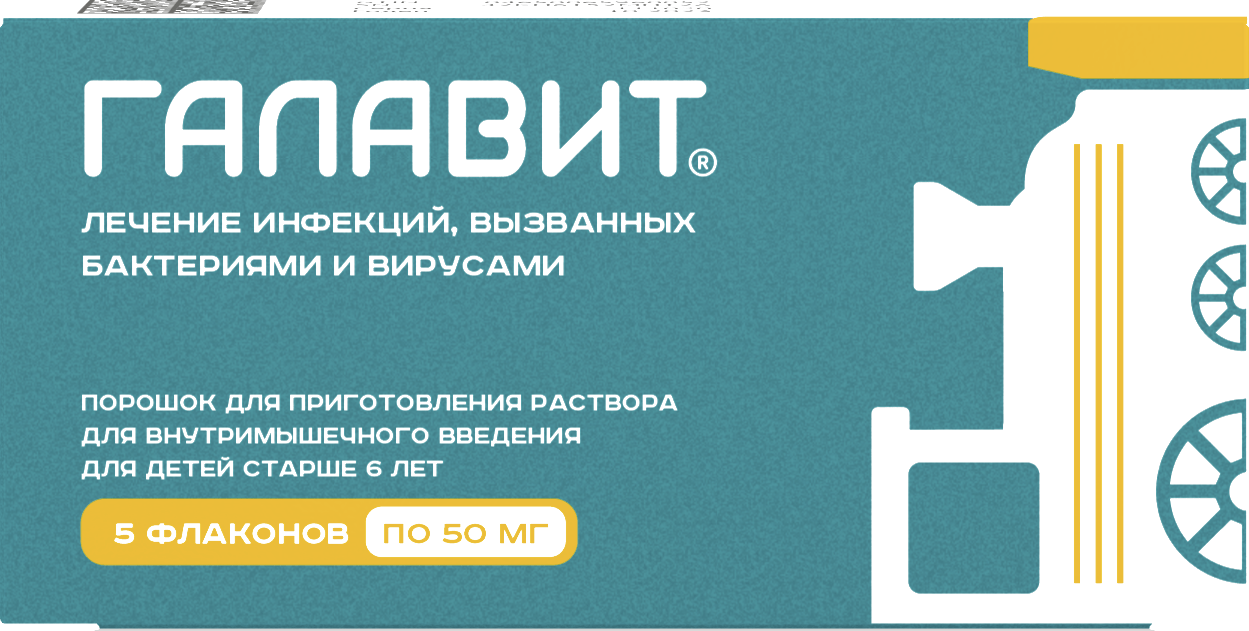 ГАЛАВИТ®
ЛЕЧЕНИЕ ИНФЕКЦИЙ, ВЫЗВАННЫХ
БАКТЕРИЯМИ И ВИРУСАМИ
ПОРОШОК ДЛЯ ПРИГОТОВЛЕНИЯ РАСТВОРА
ДЛЯ ВНУТРИМЫШЕЧНОГО ВВЕДЕНИЯ
ДЛЯ ДЕТЕЙ СТАРШЕ 6 ЛЕТ
5 ФЛАКОНОВ ПО 50 МГ